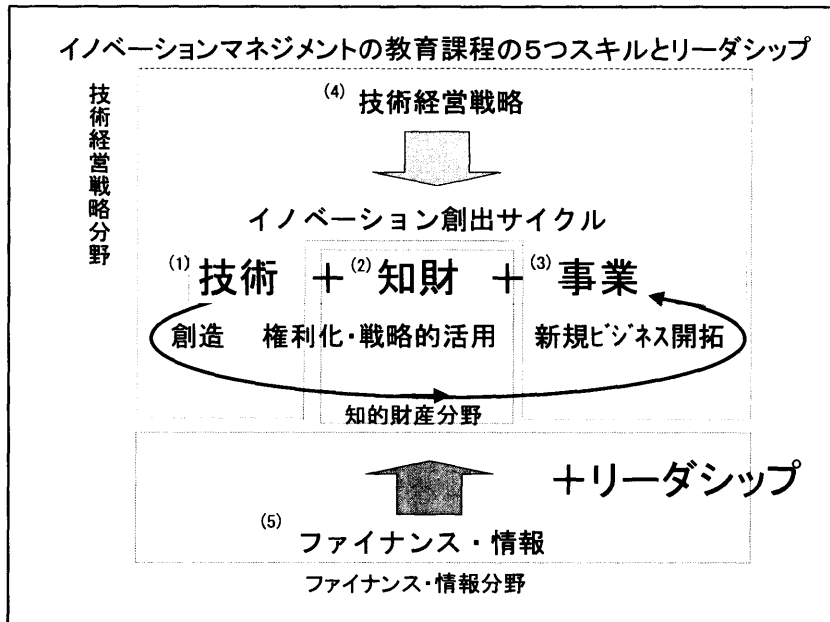 イノベーションマネジメントの教育課程の5つスキルとリーダシップ
技術経営戦略分野
(4) 技術経営戦略
イノベーション創出サイクル
(1) 技術 + (2) 知財 + (3) 事業
創造 権利化・戦略的活用 新規ビジネス開拓
知的財産分野
+リーダシップ
(5) ファイナンス・情報
ファイナンス・情報分野